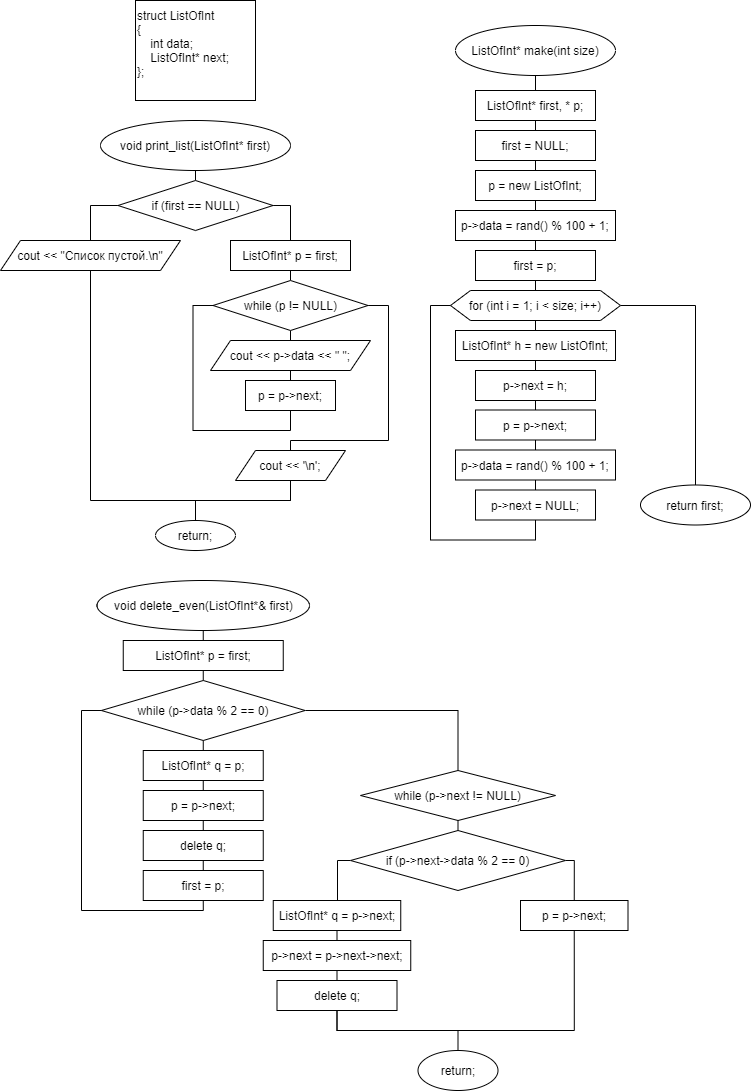 struct ListOfInt
{
    int data;
    ListOfInt* next;
};
void print_list(ListOfInt* first)
if (first == NULL)
cout << "Список пустой.\n"
ListOfInt* p = first;
while (p != NULL)
cout << p->data << " ";
p = p->next;
cout << '\n';
return;
ListOfInt* make(int size)
ListOfInt* first, * p;
first = NULL;
p = new ListOfInt;
p->data = rand() % 100 + 1;
first = p;
for (int i = 1; i < size; i++)
ListOfInt* h = new ListOfInt;
p->next = h;
p = p->next;
p->data = rand() % 100 + 1;
p->next = NULL;
return first;
void delete_even(ListOfInt*& first)
ListOfInt* p = first;
while (p->data % 2 == 0)
ListOfInt* q = p;
p = p->next;
delete q;
first = p;
while (p->next != NULL)
if (p->next->data % 2 == 0)
ListOfInt* q = p->next;
p->next = p->next->next;
delete q;
p = p->next;
return;